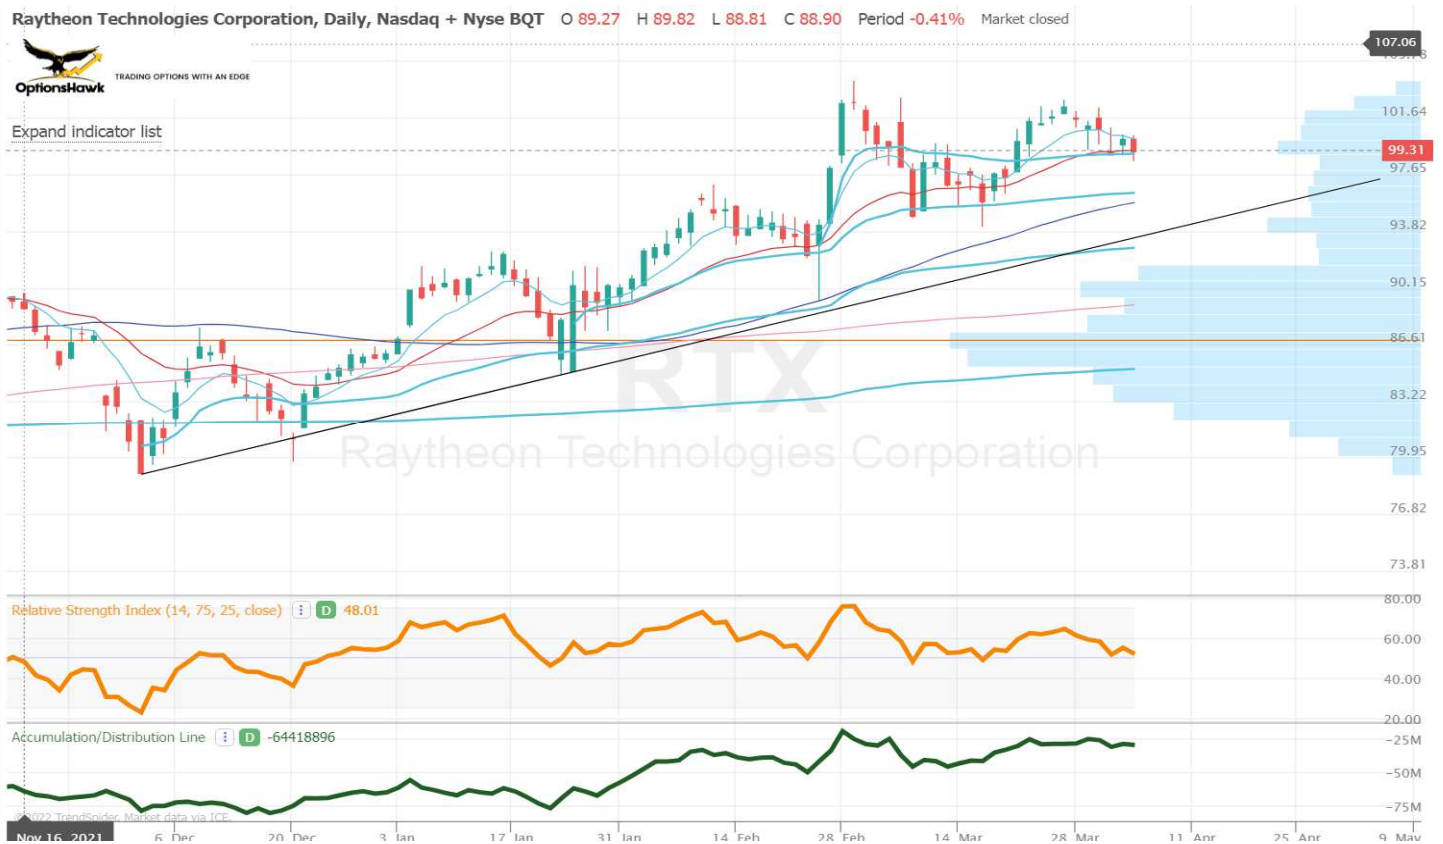 Raytheon Technologies Corporation, Daily, Nasdaq + Nyse BQT O 89.27 H 89.82 L 88.81 C 88.90 Period -0.41% Market closed
107.06
OptionsHawk
TRADING OPTIONS WITH AN EDGE
101.64
Expand indicator list
99.31
97.65
93.82
90.15
86.61
RTX
83.22
Raytheon Technologies Corporation
79.95
76.82
73.81
Relative Strength Index (14, 75, 25, close) D 48.01
80.00
60.00
40.00
20.00
Accumulation/Distribution Line D -64418896
-25M
-50M
-75M
©2022 TrendSpider. Market data via ICE.
Nov 16, 2021 6 Dec 20 Dec 3 Jan 17 Jan 31 Jan 14 Feb 28 Feb 14 Mar 28 Mar 11 Apr 25 Apr 9 May